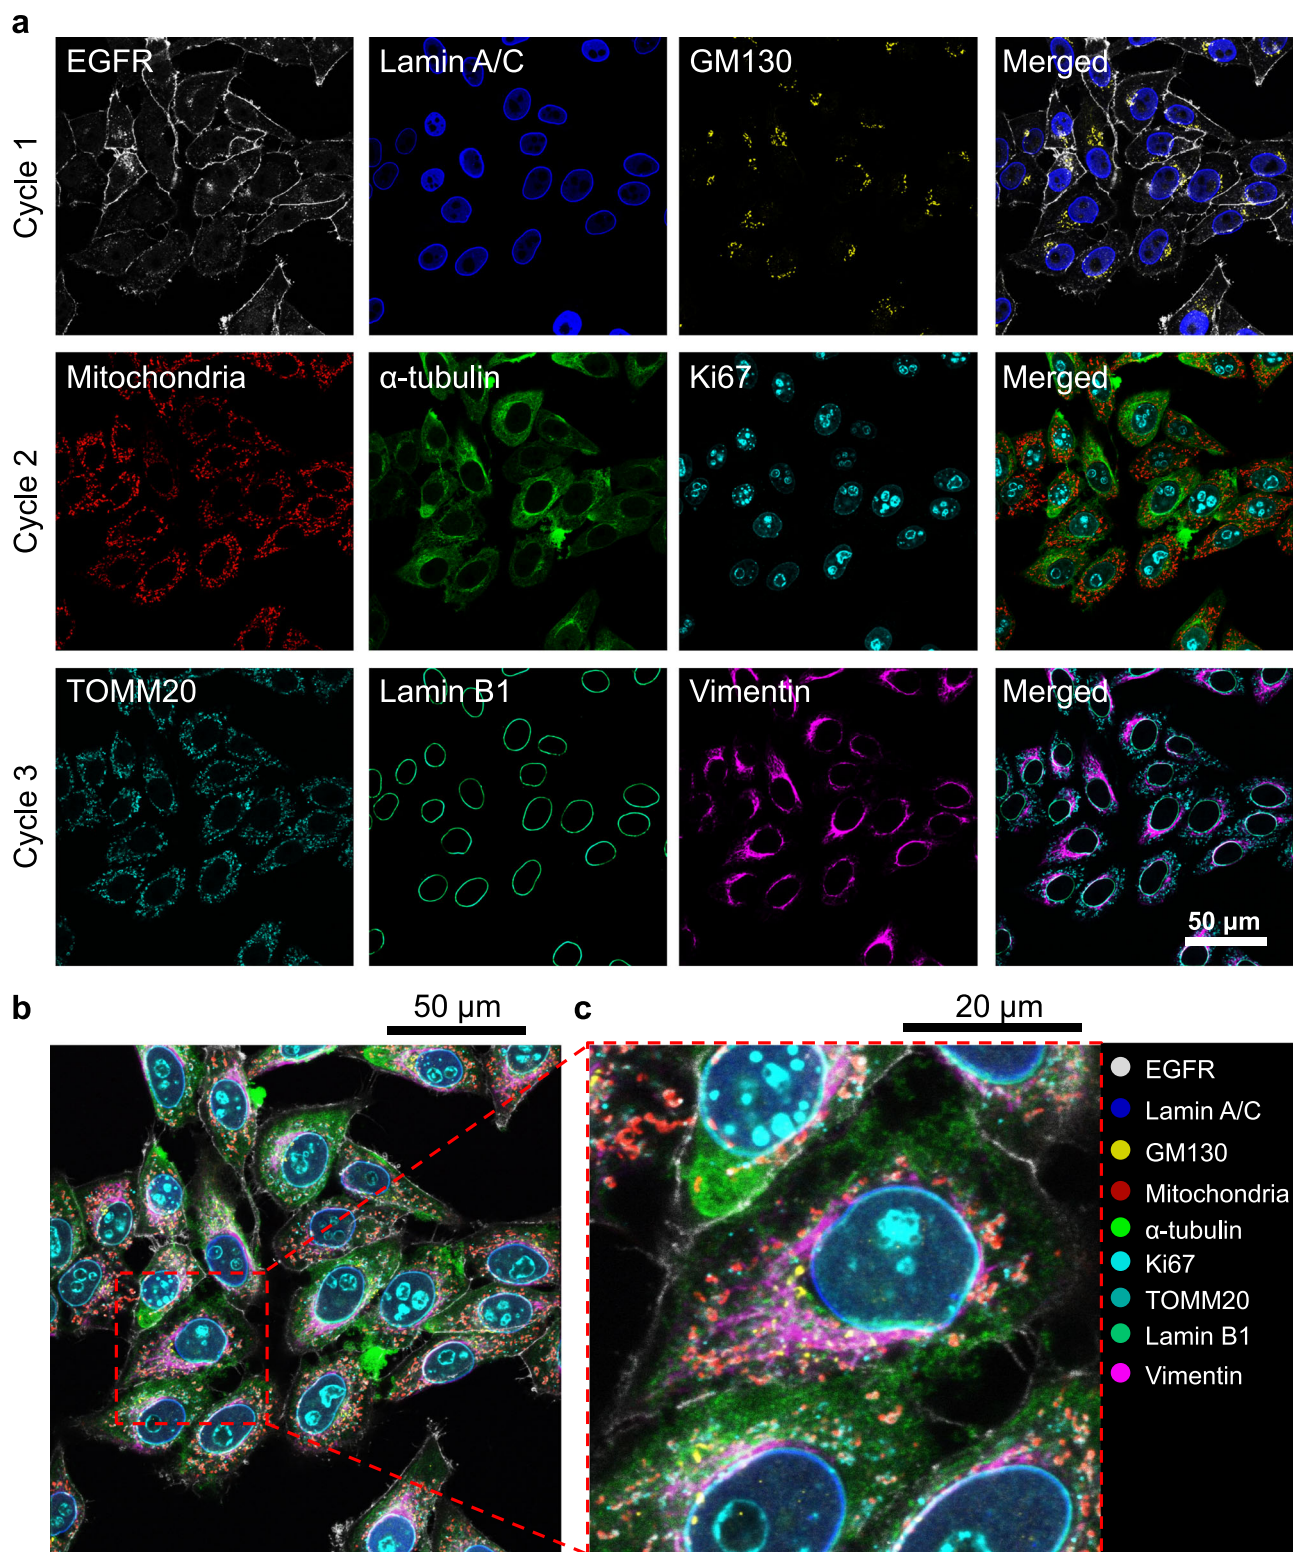 a
Cycle 1
EGFR
Lamin A/C
GM130
Merged
Cycle 2
Mitochondria
α-tubulin
Ki67
Merged
Cycle 3
TOMM20
Lamin B1
Vimentin
Merged
50 µm
b
50 µm
c
20 µm
EGFR
Lamin A/C
GM130
Mitochondria
α-tubulin
Ki67
TOMM20
Lamin B1
Vimentin